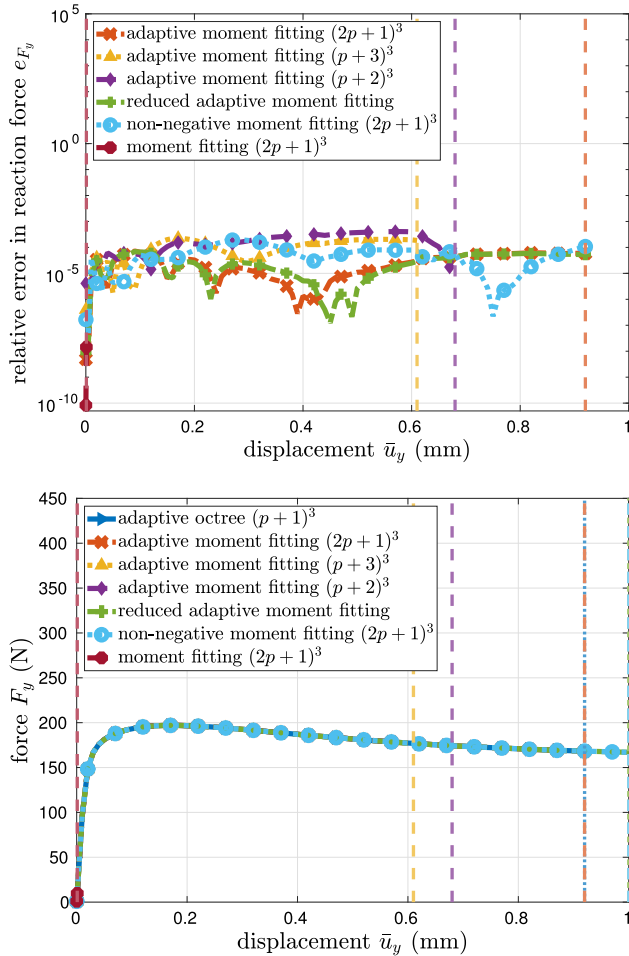 10^5
adaptive moment fitting (2p + 1)^3
adaptive moment fitting (p + 3)^3
adaptive moment fitting (p + 2)^3
reduced adaptive moment fitting
non-negative moment fitting (2p + 1)^3
moment fitting (2p + 1)^3
10^0
10^-5
10^-10
relative error in reaction force e_{F_y}
0 0.2 0.4 0.6 0.8 1
displacement ū_y (mm)
450
400
350
300
250
200
150
100
50
0
adaptive octree (p + 1)^3
adaptive moment fitting (2p + 1)^3
adaptive moment fitting (p + 3)^3
adaptive moment fitting (p + 2)^3
reduced adaptive moment fitting
non-negative moment fitting (2p + 1)^3
moment fitting (2p + 1)^3
force F_y (N)
0 0.2 0.4 0.6 0.8 1
displacement ū_y (mm)